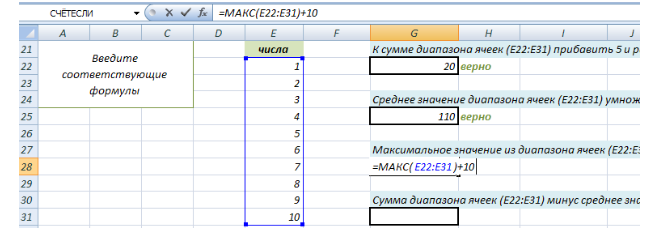 СЧЁТЕСЛИ fx =МАКС(E22:E31)+10
A B C D E F G H I J
21 числа К сумме диапазона ячеек (E22:E31) прибавить 5 и р
22 Введите соответствующие формулы 1 20 верно
23 2
24 3 Среднее значение диапазона ячеек (E22:E31) умнож
25 4 110 верно
26 5
27 6 Максимальное значение из диапазона ячеек (E22:E
28 7 =МАКС(E22:E31)+10
29 8
30 9 Сумма диапазона ячеек (E22:E31) минус среднее зна
31 10